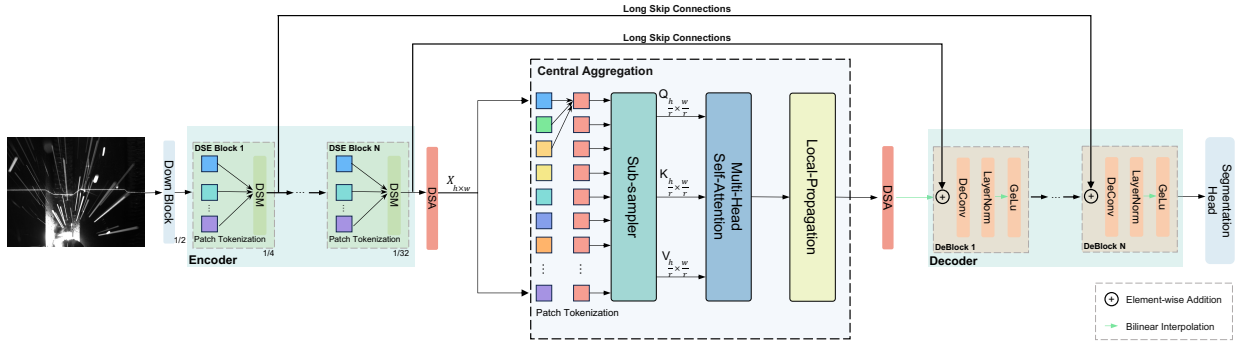 Long Skip Connections
Long Skip Connections
Down Block
1/2
DSE Block 1
DSM
Patch Tokenization
1/4
Encoder
...
DSE Block N
DSM
Patch Tokenization
1/32
DSA
X
h×w
Central Aggregation
Patch Tokenization
Sub-sampler
Q
h/r × w/r
K
h/r × w/r
V
h/r × w/r
Multi-Head
Self-Attention
Local-Propagation
DSA
DeConv
LayerNorm
GeLu
DeBlock 1
Decoder
...
DeConv
LayerNorm
GeLu
DeBlock N
Segmentation
Head
Element-wise Addition
Bilinear Interpolation